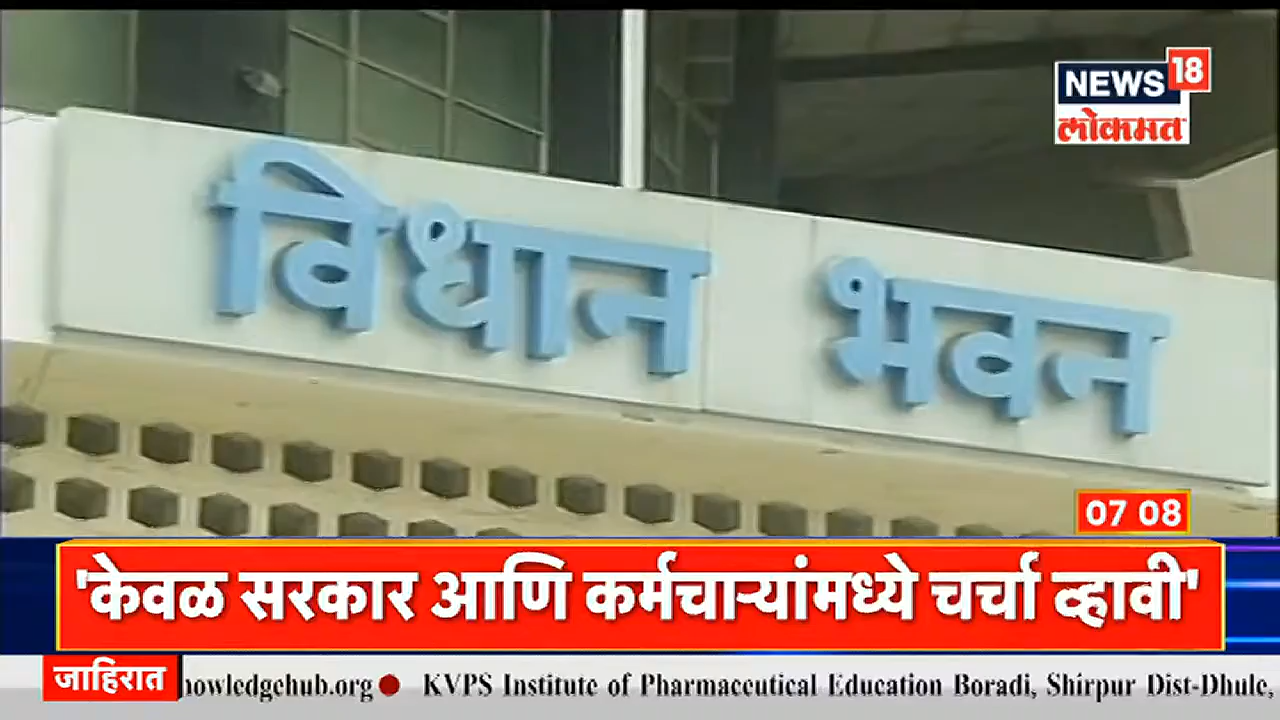 NEWS 18
लोकमत
विधान भवन
07 08
'केवळ सरकार आणि कर्मचाऱ्यांमध्ये चर्चा व्हावी'
जाहिरात
nowledgehub.org ● KVPS Institute of Pharmaceutical Education Boradi, Shirpur Dist-Dhule,